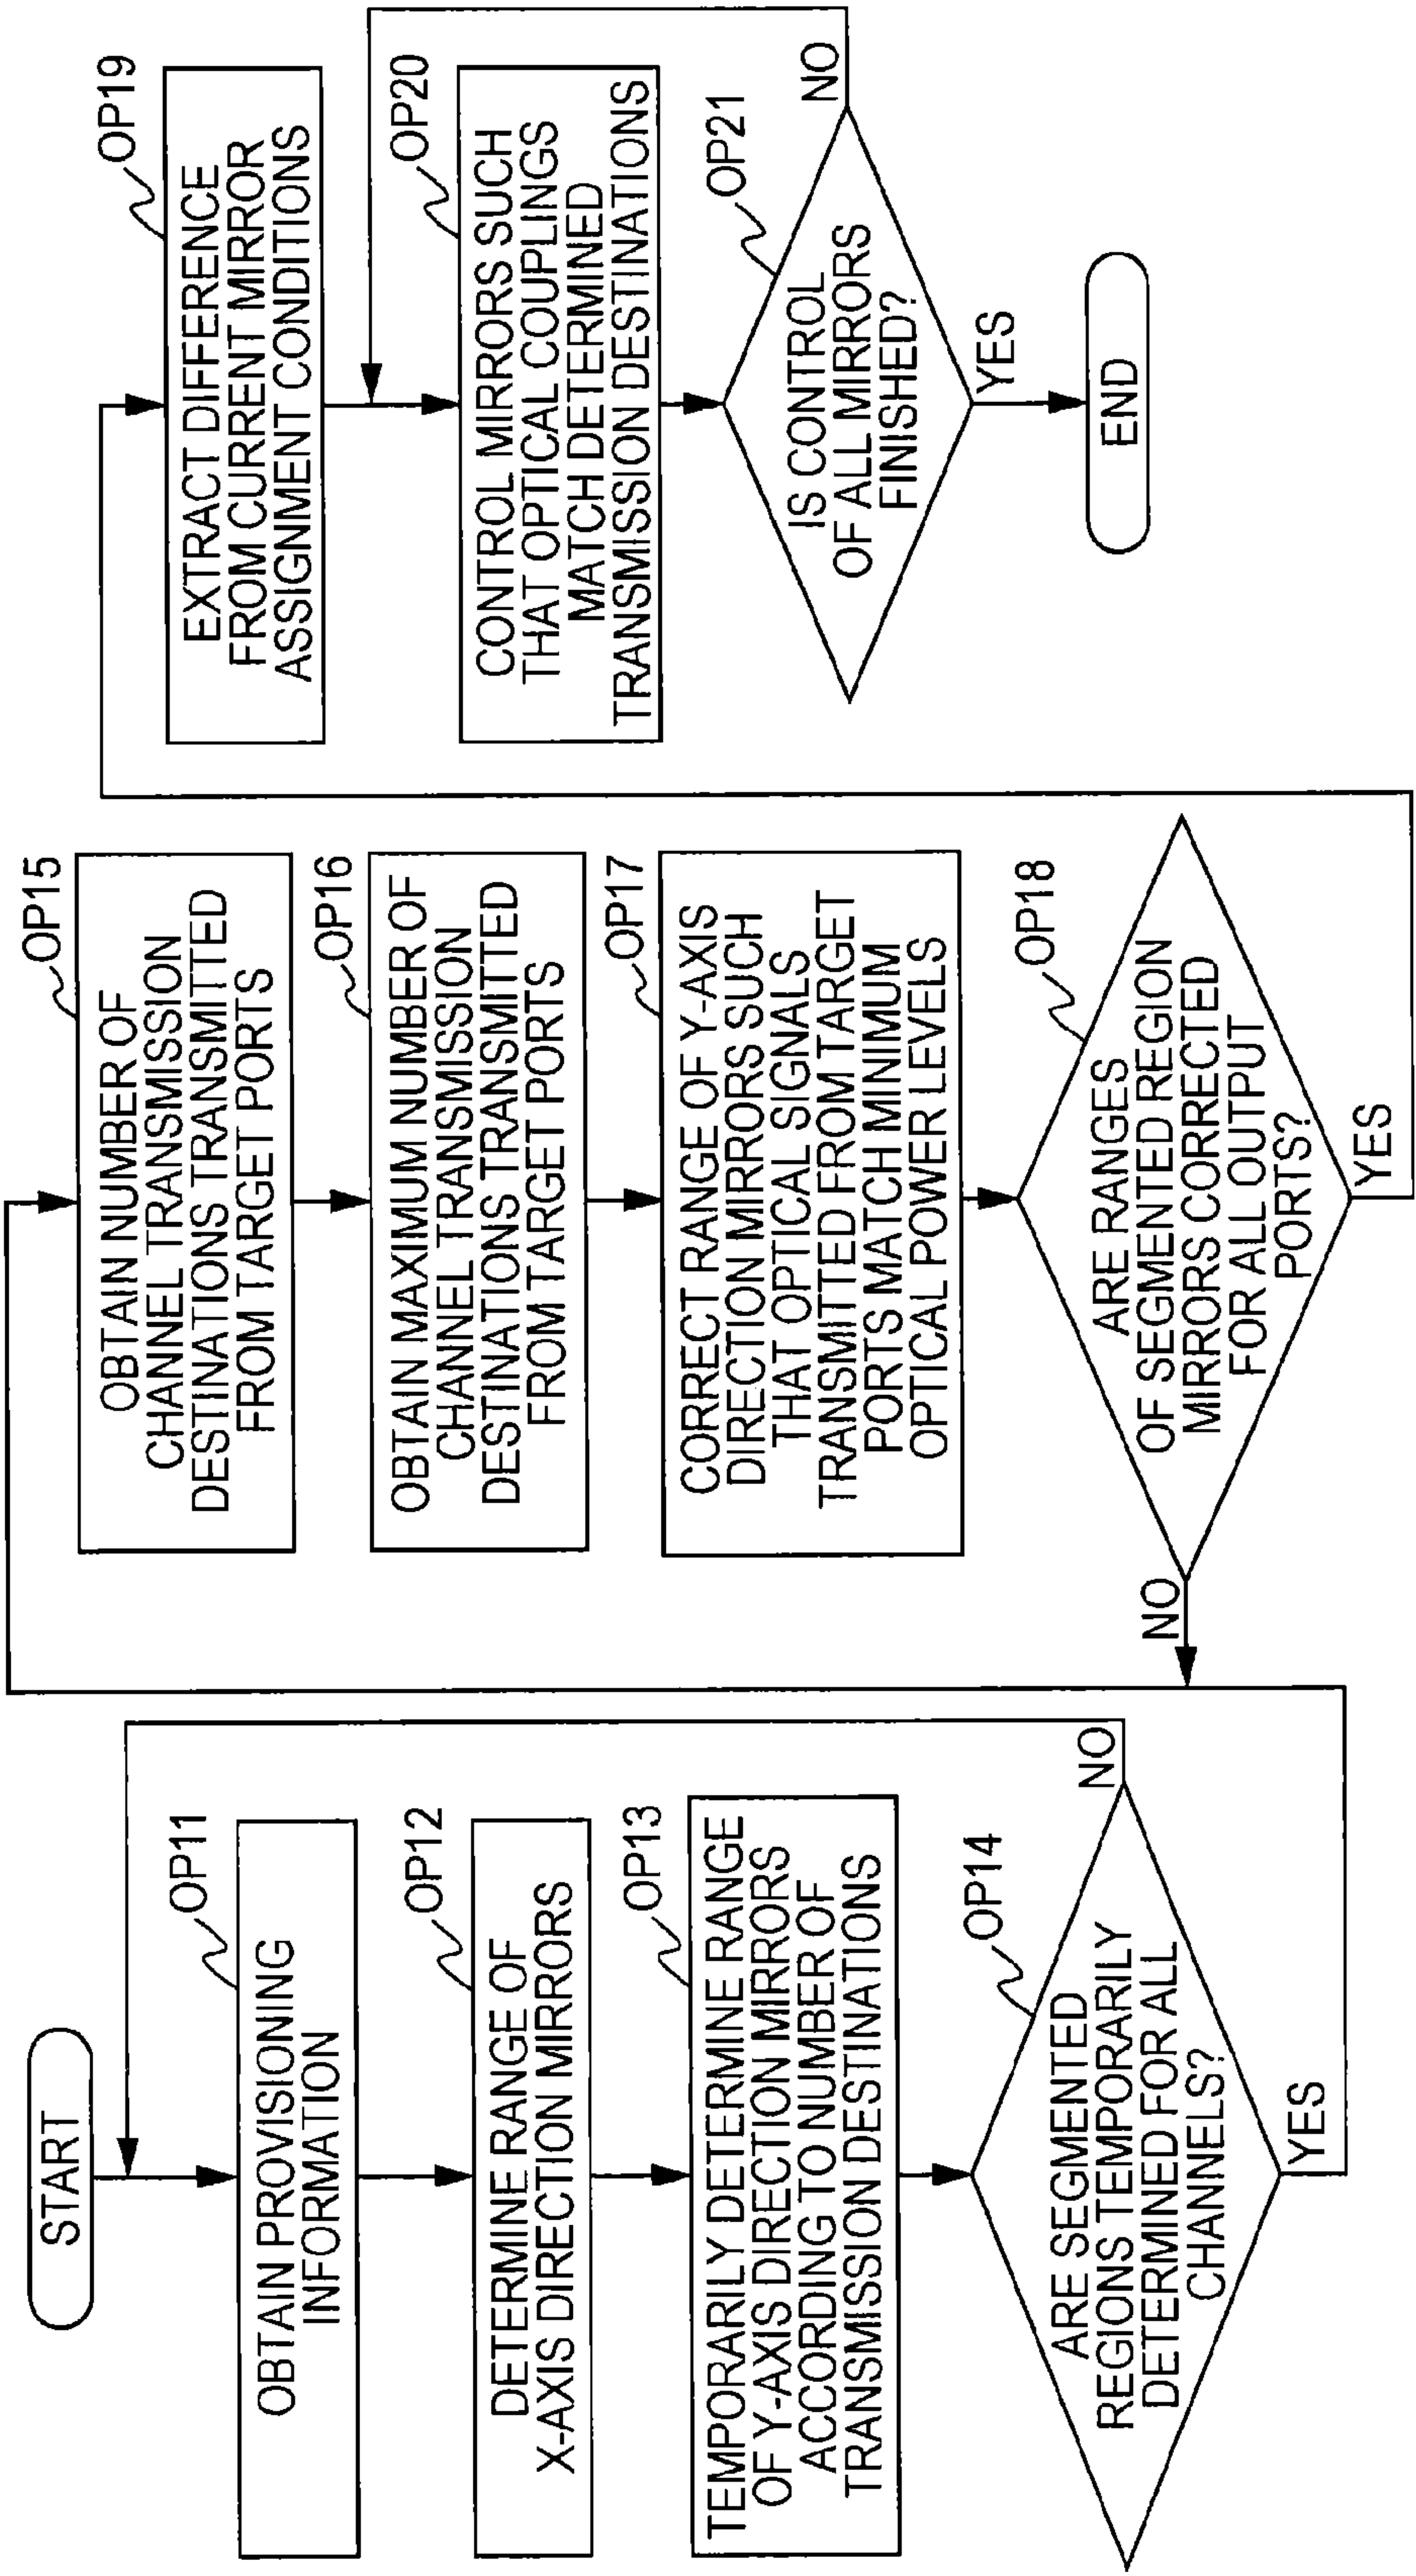 START
OP11
OBTAIN PROVISIONING
INFORMATION
OP12
DETERMINE RANGE OF
X-AXIS DIRECTION MIRRORS
OP13
TEMPORARILY DETERMINE RANGE
OF Y-AXIS DIRECTION MIRRORS
ACCORDING TO NUMBER OF
TRANSMISSION DESTINATIONS
OP14
ARE SEGMENTED
REGIONS TEMPORARILY
DETERMINED FOR ALL
CHANNELS?
NO
YES
OP15
OBTAIN NUMBER OF
CHANNEL TRANSMISSION
DESTINATIONS TRANSMITTED
FROM TARGET PORTS
OP16
OBTAIN MAXIMUM NUMBER OF
CHANNEL TRANSMISSION
DESTINATIONS TRANSMITTED
FROM TARGET PORTS
OP17
CORRECT RANGE OF Y-AXIS
DIRECTION MIRRORS SUCH
THAT OPTICAL SIGNALS
TRANSMITTED FROM TARGET
PORTS MATCH MINIMUM
OPTICAL POWER LEVELS
OP18
ARE RANGES
OF SEGMENTED REGION
MIRRORS CORRECTED
FOR ALL OUTPUT
PORTS?
NO
YES
OP19
EXTRACT DIFFERENCE
FROM CURRENT MIRROR
ASSIGNMENT CONDITIONS
OP20
CONTROL MIRRORS SUCH
THAT OPTICAL COUPLINGS
MATCH DETERMINED
TRANSMISSION DESTINATIONS
OP21
IS CONTROL
OF ALL MIRRORS
FINISHED?
NO
YES
END